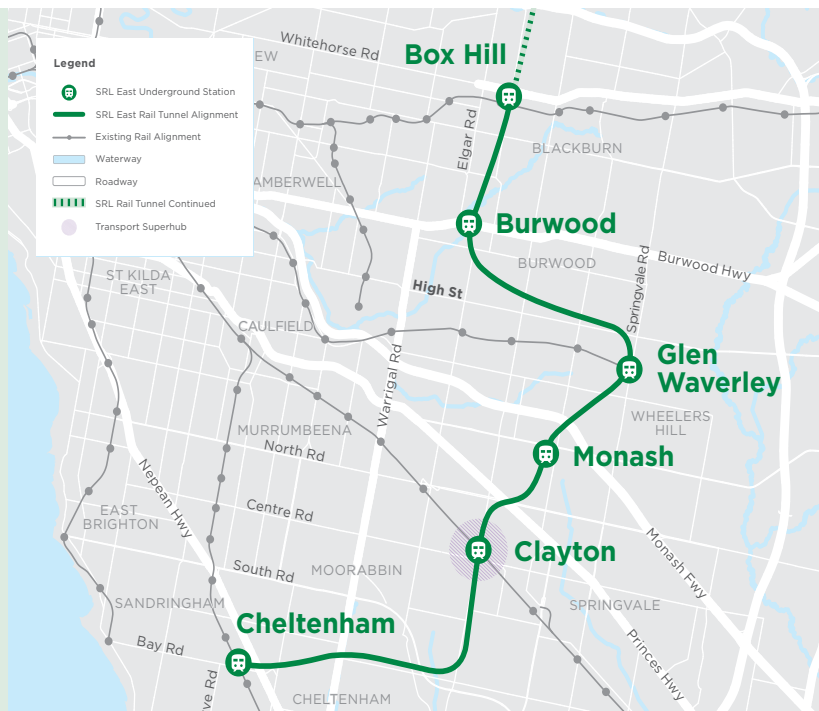 Legend
SRL East Underground Station
SRL East Rail Tunnel Alignment
Existing Rail Alignment
Waterway
Roadway
SRL Rail Tunnel Continued
Transport Superhub
Whitehorse Rd
EW
Box Hill
Elgar Rd
BLACKBURN
AMBERWELL
Burwood
BURWOOD
Burwood Hwy
Springvale Rd
ST KILDA
EAST
High St
CAULFIELD
Glen
Waverley
Warrigal Rd
WHEELERS
HILL
MURRUMBEENA
North Rd
Monash
Nepean Hwy
EAST
BRIGHTON
Centre Rd
Clayton
Monash Fwy
South Rd
MOORABBIN
SANDRINGHAM
SPRINGVALE
Cheltenham
Bay Rd
Princes Hwy
ve Rd
CHELTENHAM